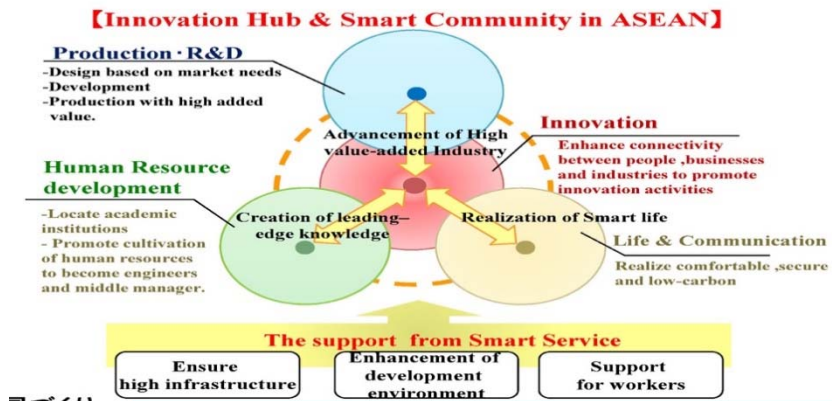 【Innovation Hub & Smart Community in ASEAN】
Production・R&D
-Design based on market needs
-Development
-Production with high added
value.
Advancement of High
value-added Industry
Innovation
Enhance connectivity
between people ,businesses
and industries to promote
innovation activities
Human Resource
development
-Locate academic
institutions
- Promote cultivation
of human resources
to become engineers
and middle manager.
Creation of leading–
edge knowledge
Realization of Smart life
Life & Communication
Realize comfortable ,secure
and low-carbon
The support from Smart Service
Ensure
high infrastructure
Enhancement of
development
environment
Support
for workers
づくり